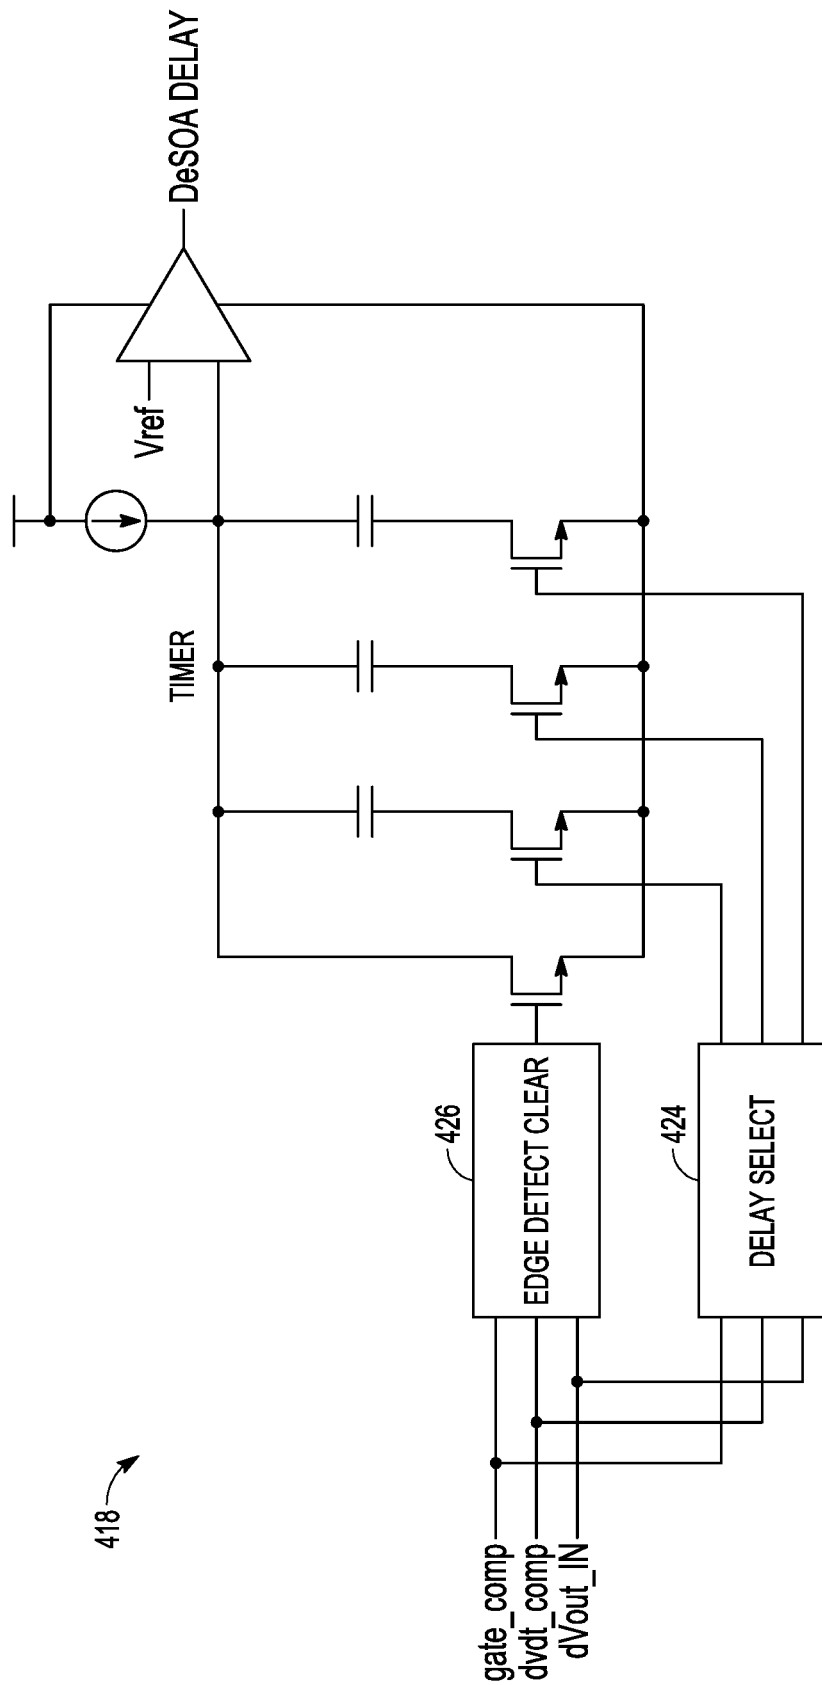 DeSOA DELAY
Vref
TIMER
426
EDGE DETECT CLEAR
424
DELAY SELECT
418
gate_comp
dvdt_comp
dVout_IN